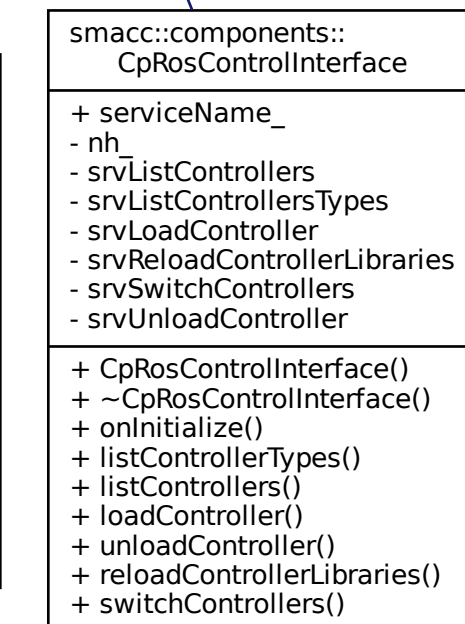 smacc::components::
CpRosControlInterface
+ serviceName_
- nh_
- srvListControllers
- srvListControllersTypes
- srvLoadController
- srvReloadControllerLibraries
- srvSwitchControllers
- srvUnloadController
+ CpRosControlInterface()
+ ~CpRosControlInterface()
+ onInitialize()
+ listControllerTypes()
+ listControllers()
+ loadController()
+ unloadController()
+ reloadControllerLibraries()
+ switchControllers()